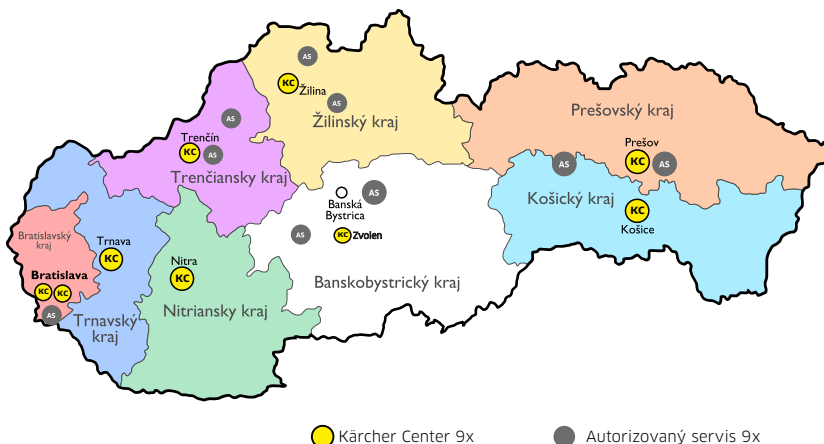 AS
KC
Žilina
AS
Žilinský kraj
AS
Trenčín
KC
AS
Trenčiansky kraj
Prešovský kraj
Prešov
KC
AS
AS
Košický kraj
KC
Košice
Banská
Bystrica
AS
AS
KC Zvolen
Banskobystrický kraj
Bratislavský
kraj
Bratislava
KC KC
AS
Trnava
KC
Trnavský
kraj
Nitra
KC
Nitriansky kraj
KC Kärcher Center 9x
AS Autorizovaný servis 9x